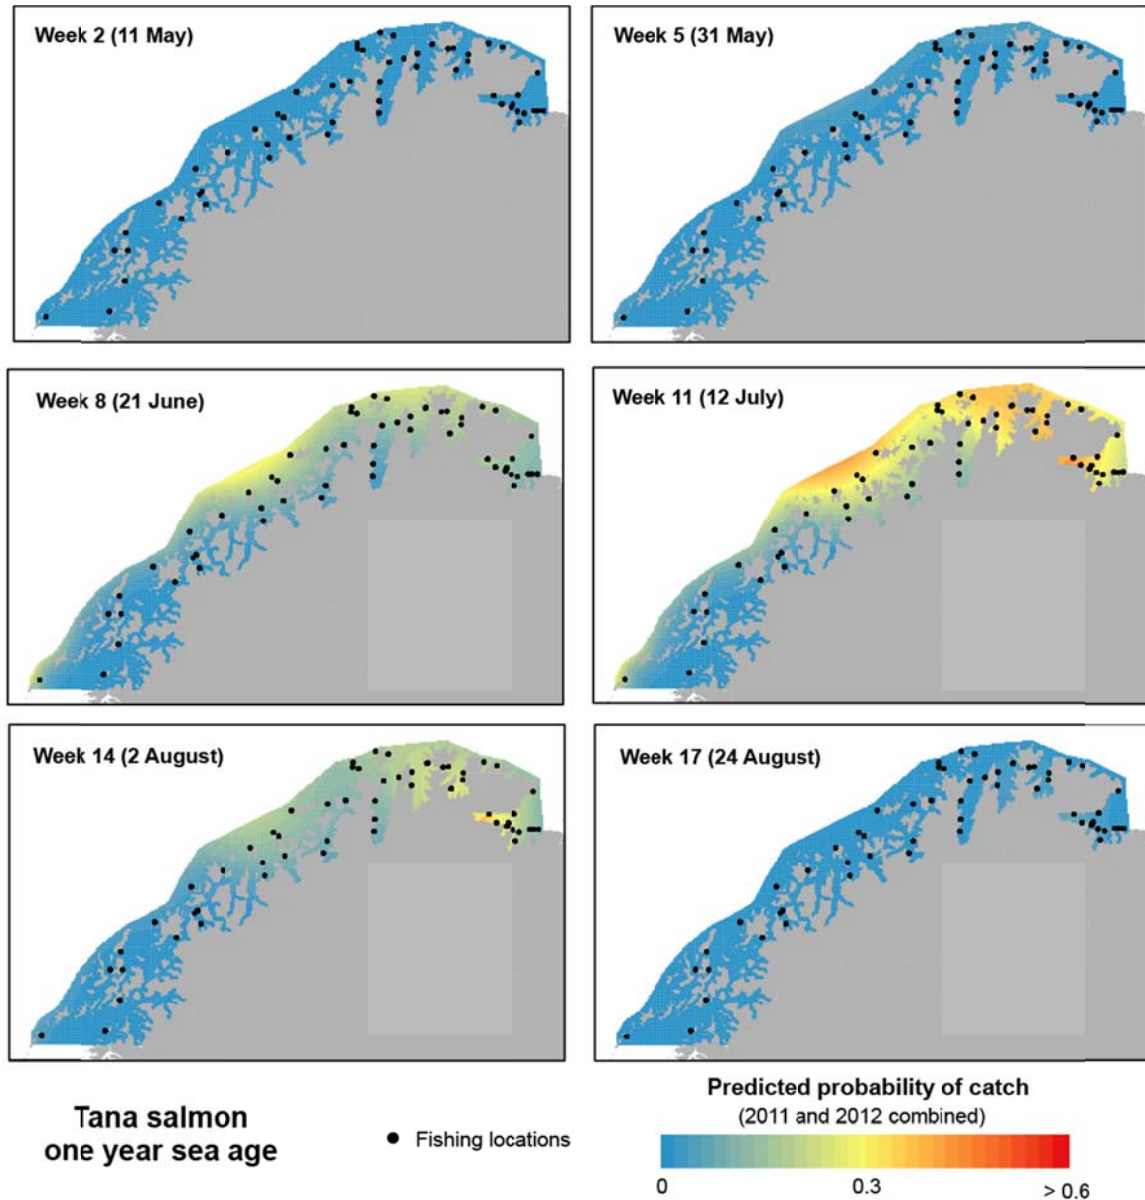 Week 2 (11 May)
Week 5 (31 May)
Week 8 (21 June)
Week 11 (12 July)
Week 14 (2 August)
Week 17 (24 August)
Tana salmon
one year sea age
Fishing locations
Predicted probability of catch
(2011 and 2012 combined)
0 0.3 > 0.6